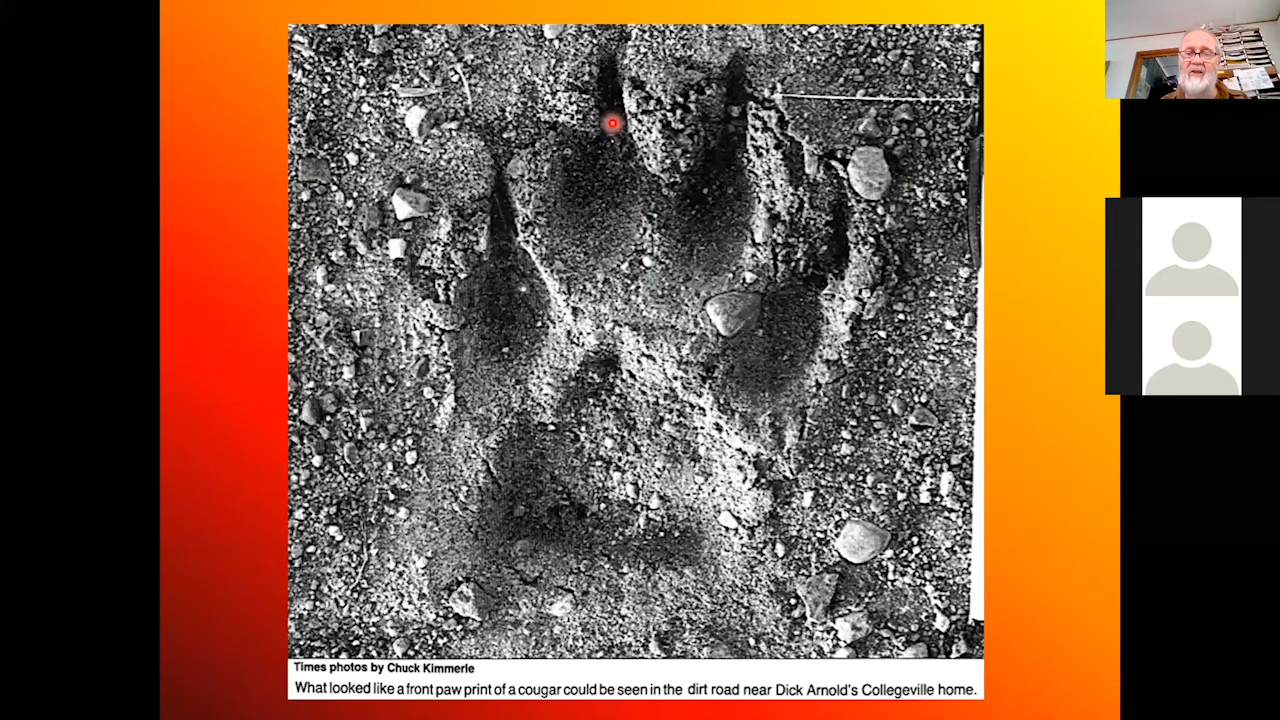 Times photos by Chuck Kimmerle
What looked like a front paw print of a cougar could be seen in the dirt road near Dick Arnold's Collegeville home.